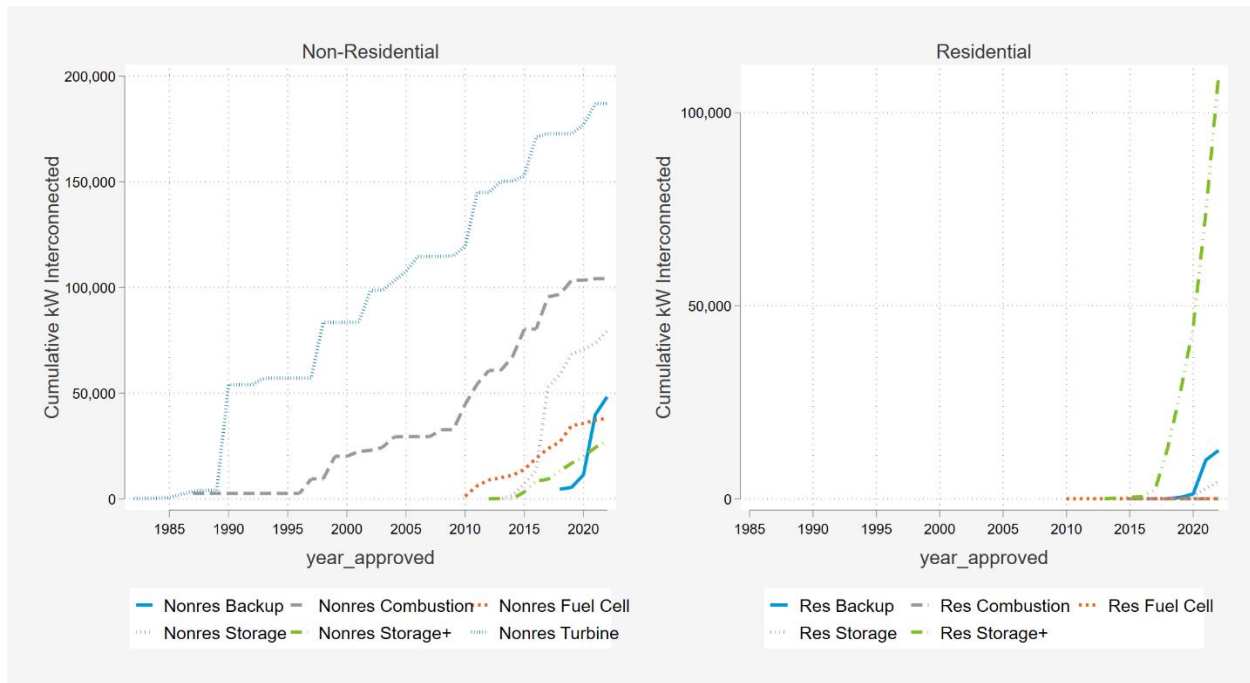 Non-Residential
200,000
150,000
100,000
50,000
0
Cumulative kW Interconnected
1985 1990 1995 2000 2005 2010 2015 2020
year_approved
Nonres Backup Nonres Combustion Nonres Fuel Cell
Nonres Storage Nonres Storage+ Nonres Turbine
Residential
100,000
50,000
0
Cumulative kW Interconnected
1985 1990 1995 2000 2005 2010 2015 2020
year_approved
Res Backup Res Combustion Res Fuel Cell
Res Storage Res Storage+